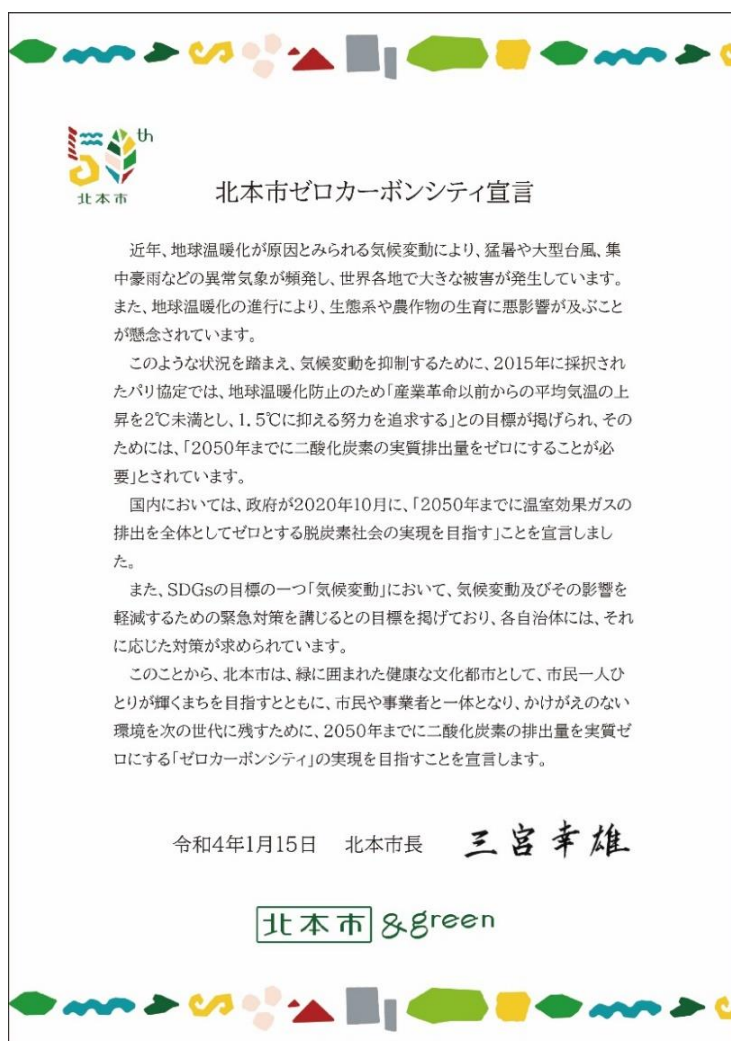 50th
北本市
北本市ゼロカーボンシティ宣言
近年、地球温暖化が原因とみられる気候変動により、猛暑や大型台風、集
中豪雨などの異常気象が頻発し、世界各地で大きな被害が発生しています。
また、地球温暖化の進行により、生態系や農作物の生育に悪影響が及ぶこと
が懸念されています。
このような状況を踏まえ、気候変動を抑制するために、2015年に採択され
たパリ協定では、地球温暖化防止のため「産業革命以前からの平均気温の上
昇を2℃未満とし、1.5℃に抑える努力を追求する」との目標が掲げられ、その
ためには、「2050年までに二酸化炭素の実質排出量をゼロにすることが必
要」とされています。
国内においては、政府が2020年10月に、「2050年までに温室効果ガスの
排出を全体としてゼロとする脱炭素社会の実現を目指す」ことを宣言しまし
た。
また、SDGsの目標の一つ「気候変動」において、気候変動及びその影響を
軽減するための緊急対策を講じるとの目標を掲げており、各自治体には、それ
に応じた対策が求められています。
このことから、北本市は、緑に囲まれた健康な文化都市として、市民一人ひ
とりが輝くまちを目指すとともに、市民や事業者と一体となり、かけがえのない
環境を次の世代に残すために、2050年までに二酸化炭素の排出量を実質ゼ
ロにする「ゼロカーボンシティ」の実現を目指すことを宣言します。
令和4年1月15日 北本市長 三宮幸雄
北本市 &green